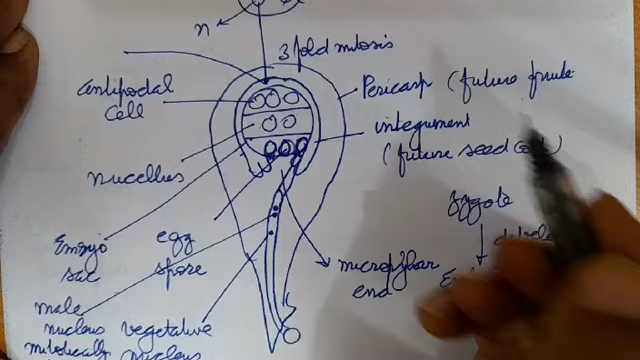 n
3 fold mitosis
antipodal
cell
Pericarp (future fruit
integument
(future seed coat)
nucellus
zygote
Embryo
sac
egg
spore
micropylar
end
male
nucleus
mitotically
vegetative
nucleus